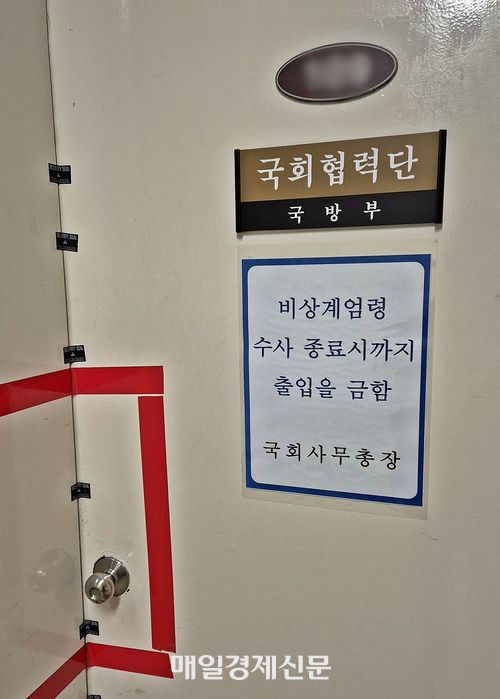 국회협력단
국방부
비상계엄령
수사 종료시까지
출입을 금함
국회사무총장
매일경제신문